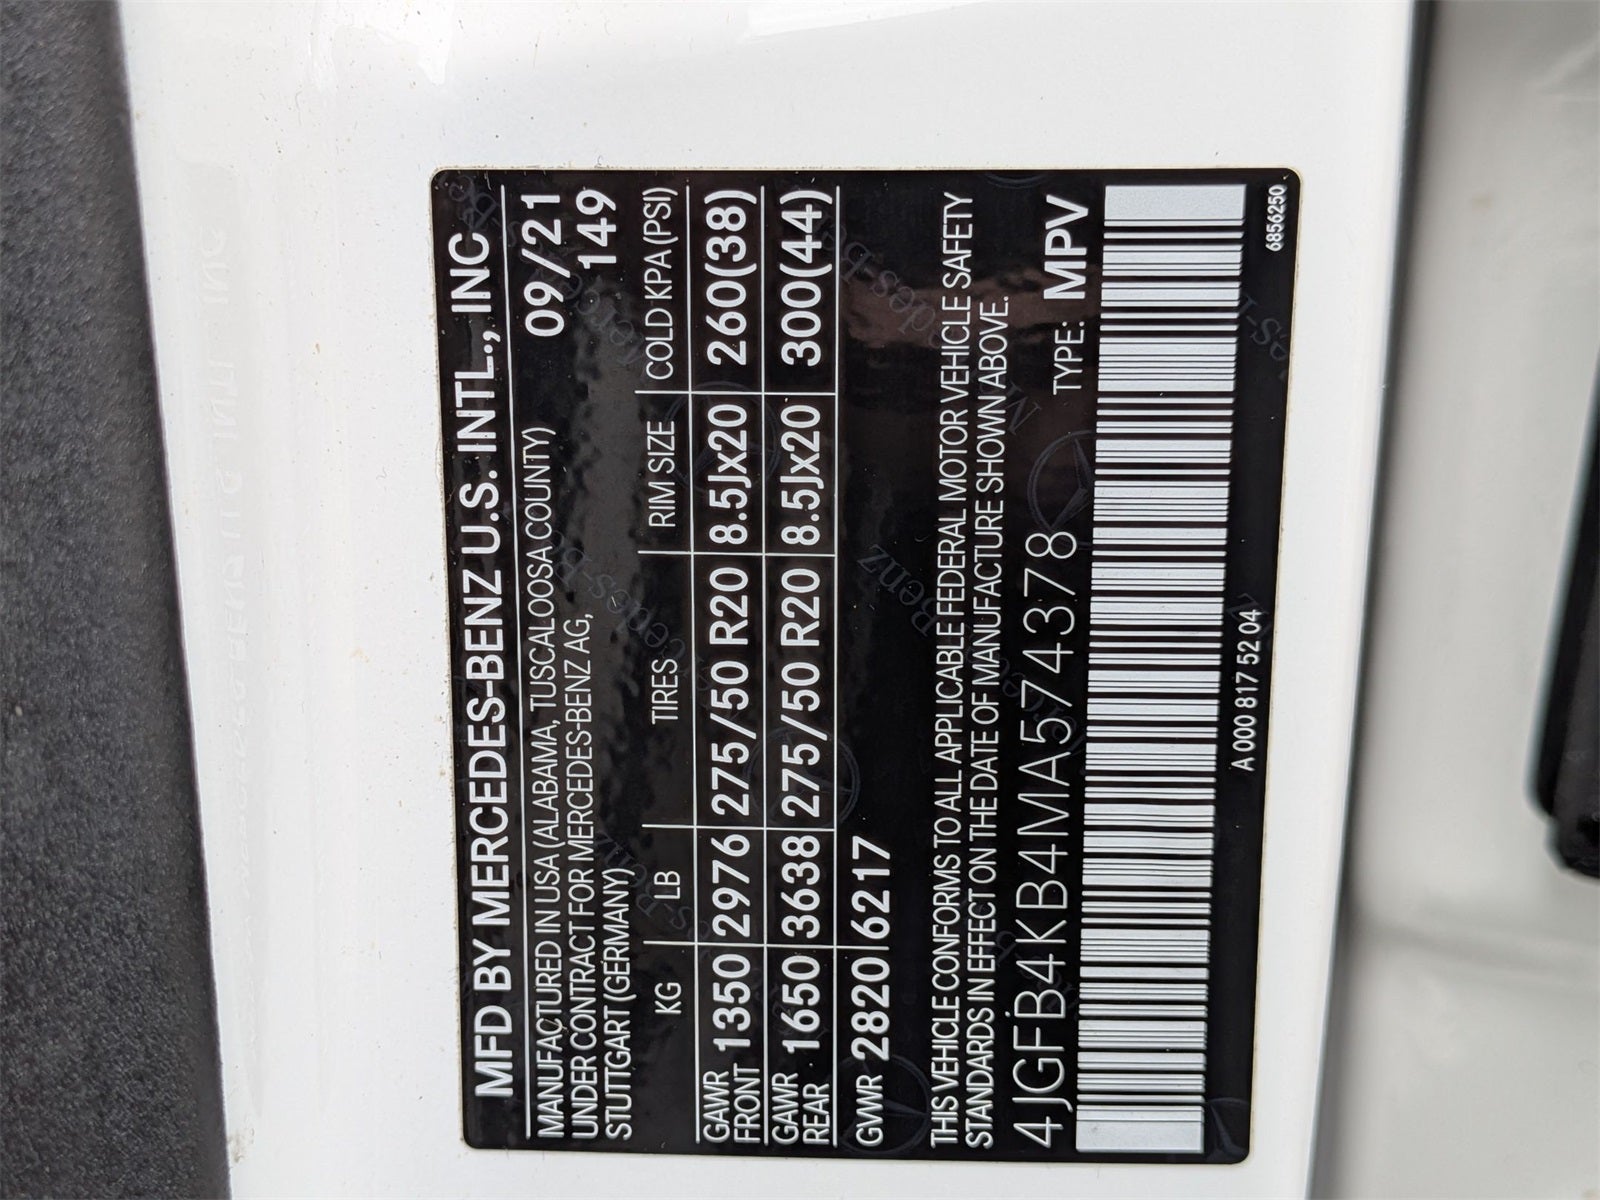 MFD BY MERCEDES-BENZ U.S. INTL., INC
MANUFACTURED IN USA (ALABAMA, TUSCALOOSA COUNTY) 09/21
UNDER CONTRACT FOR MERCEDES-BENZ AG, 149
STUTTGART (GERMANY)
KG LB TIRES RIM SIZE COLD KPA (PSI)
GAWR FRONT 1350 2976 275/50 R20 8.5Jx20 260(38)
GAWR REAR 1650 3638 275/50 R20 8.5Jx20 300(44)
GVWR 2820 6217
THIS VEHICLE CONFORMS TO ALL APPLICABLE FEDERAL MOTOR VEHICLE SAFETY
STANDARDS IN EFFECT ON THE DATE OF MANUFACTURE SHOWN ABOVE.
4JGFB4KB4MA574378 TYPE: MPV
A 000 817 52 04 6856250